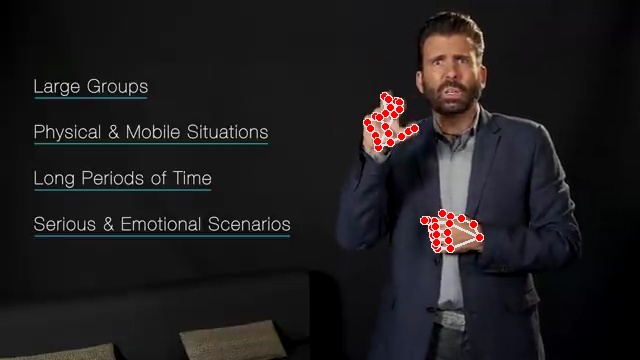 Large Groups
Physical & Mobile Situations
Long Periods of Time
Serious & Emotional Scenarios